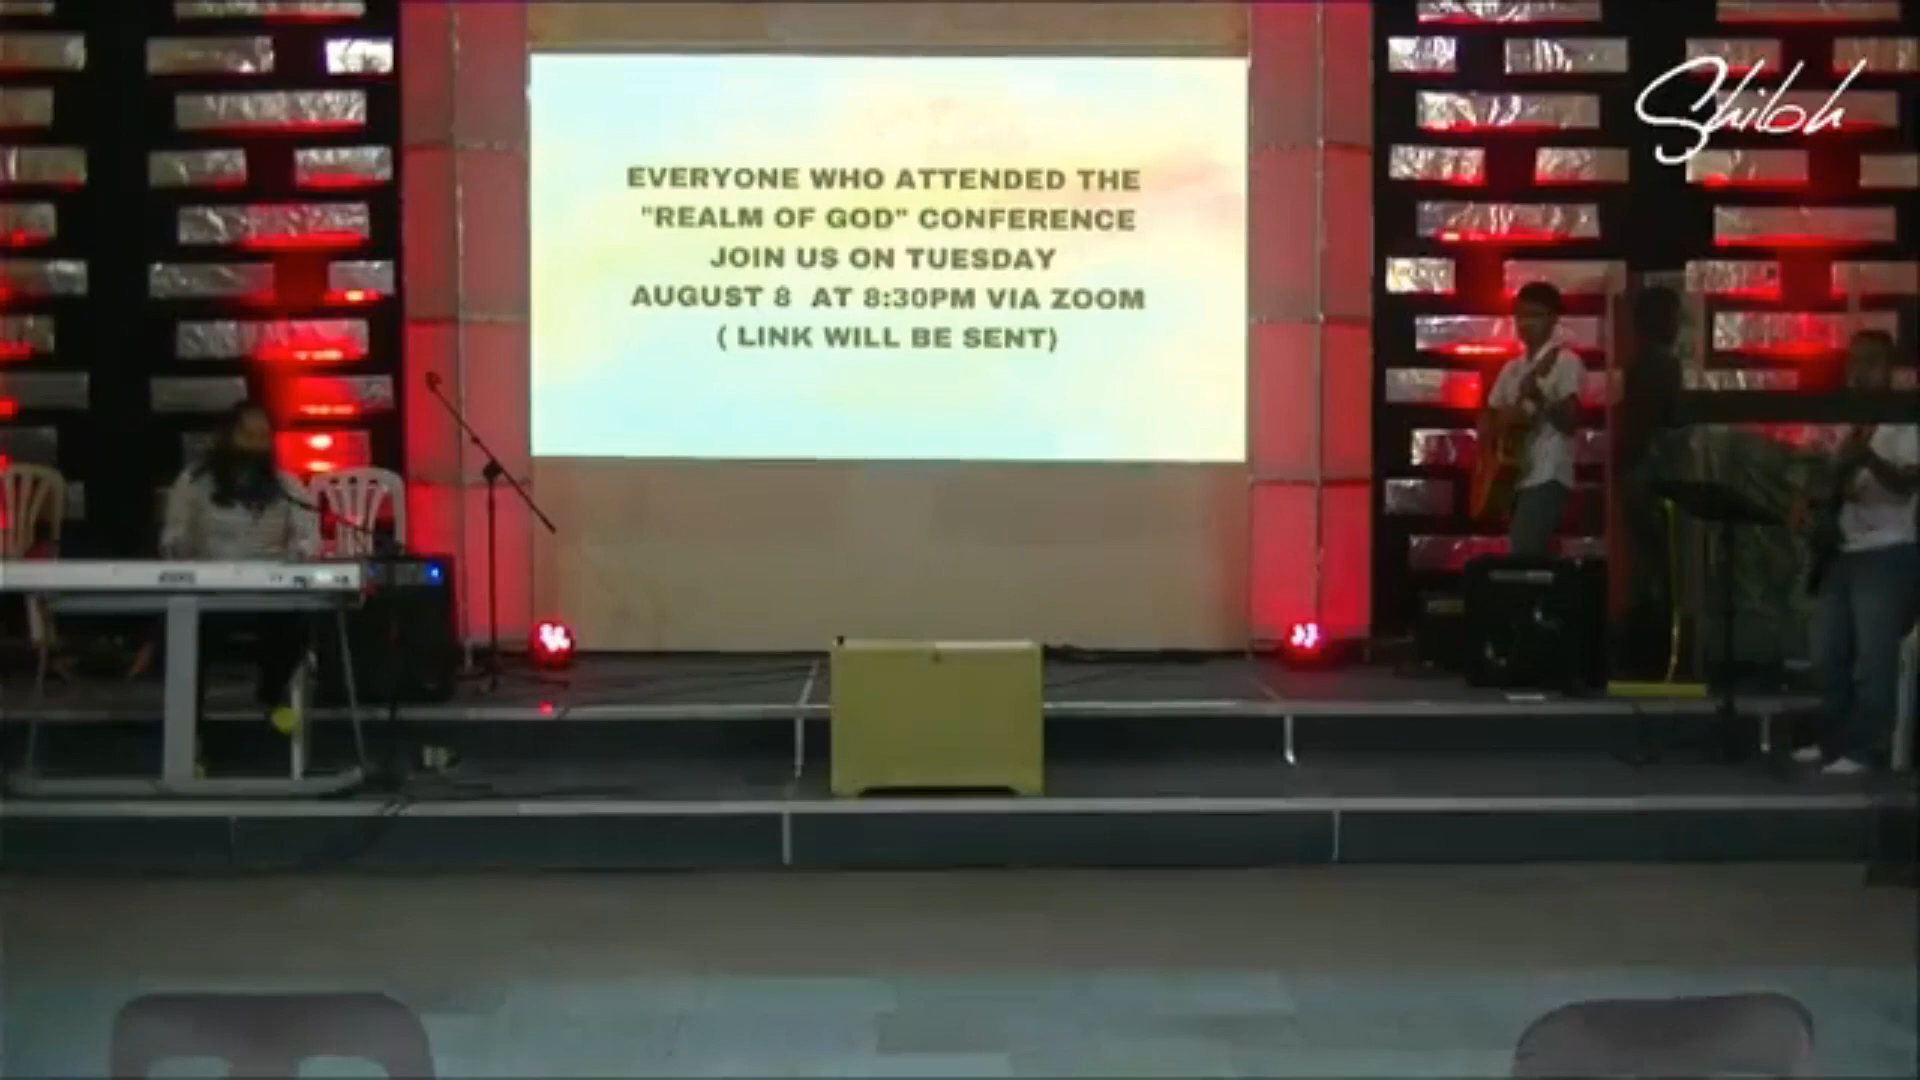 Shiloh
EVERYONE WHO ATTENDED THE
"REALM OF GOD" CONFERENCE
JOIN US ON TUESDAY
AUGUST 8 AT 8:30PM VIA ZOOM
( LINK WILL BE SENT)